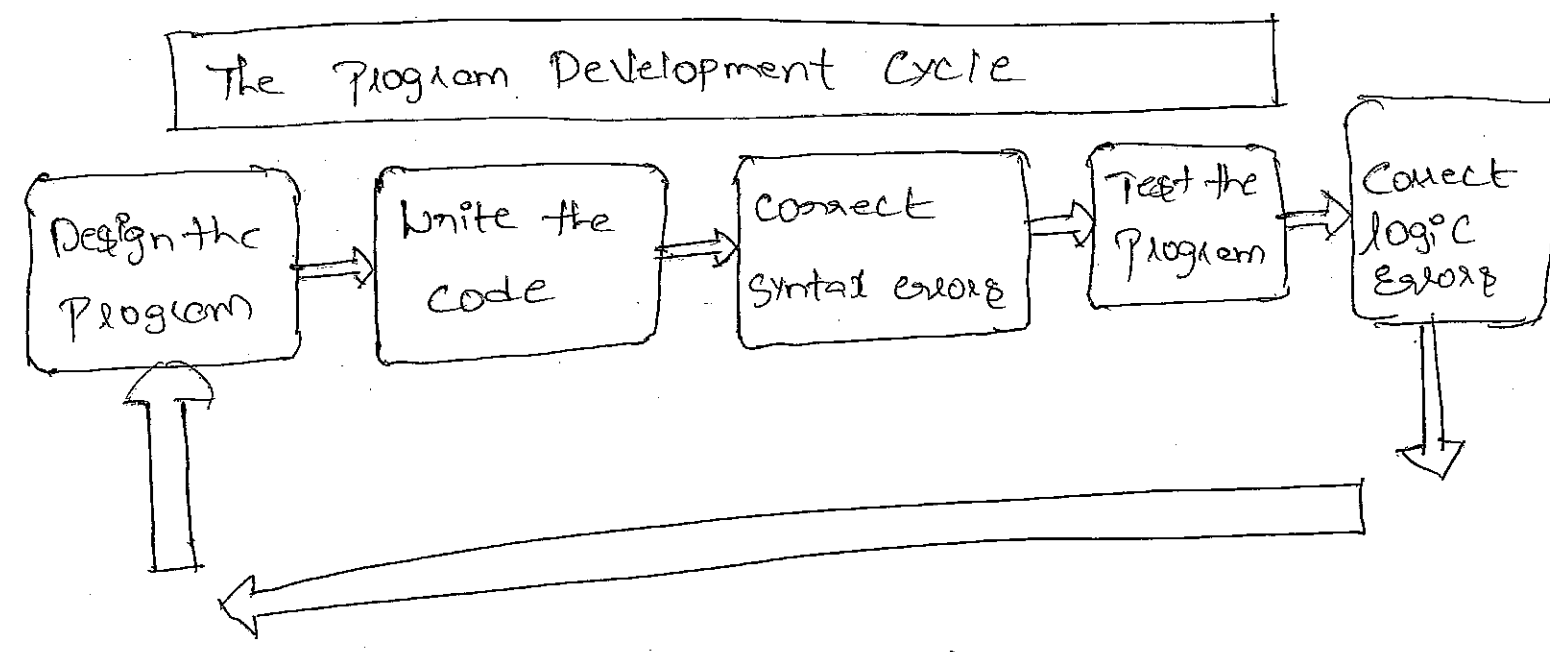 The Program Development Cycle
Design the
Program
Write the
code
correct
syntax errors
Test the
Program
Correct
logic
Errors